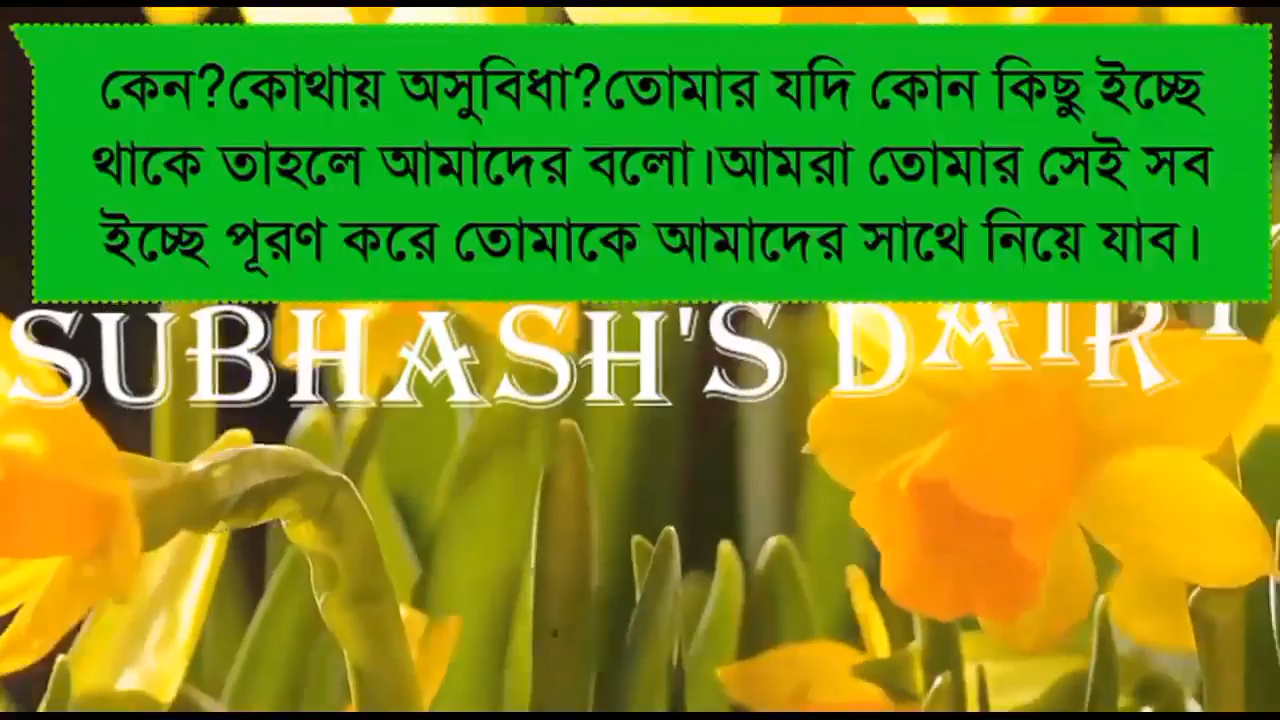 কেন?কোথায় অসুবিধা?তোমার যদি কোন কিছু ইচ্ছে
থাকে তাহলে আমাদের বলো।আমরা তোমার সেই সব
ইচ্ছে পূরণ করে তোমাকে আমাদের সাথে নিয়ে যাব।
SUBHASH'S DAIRY